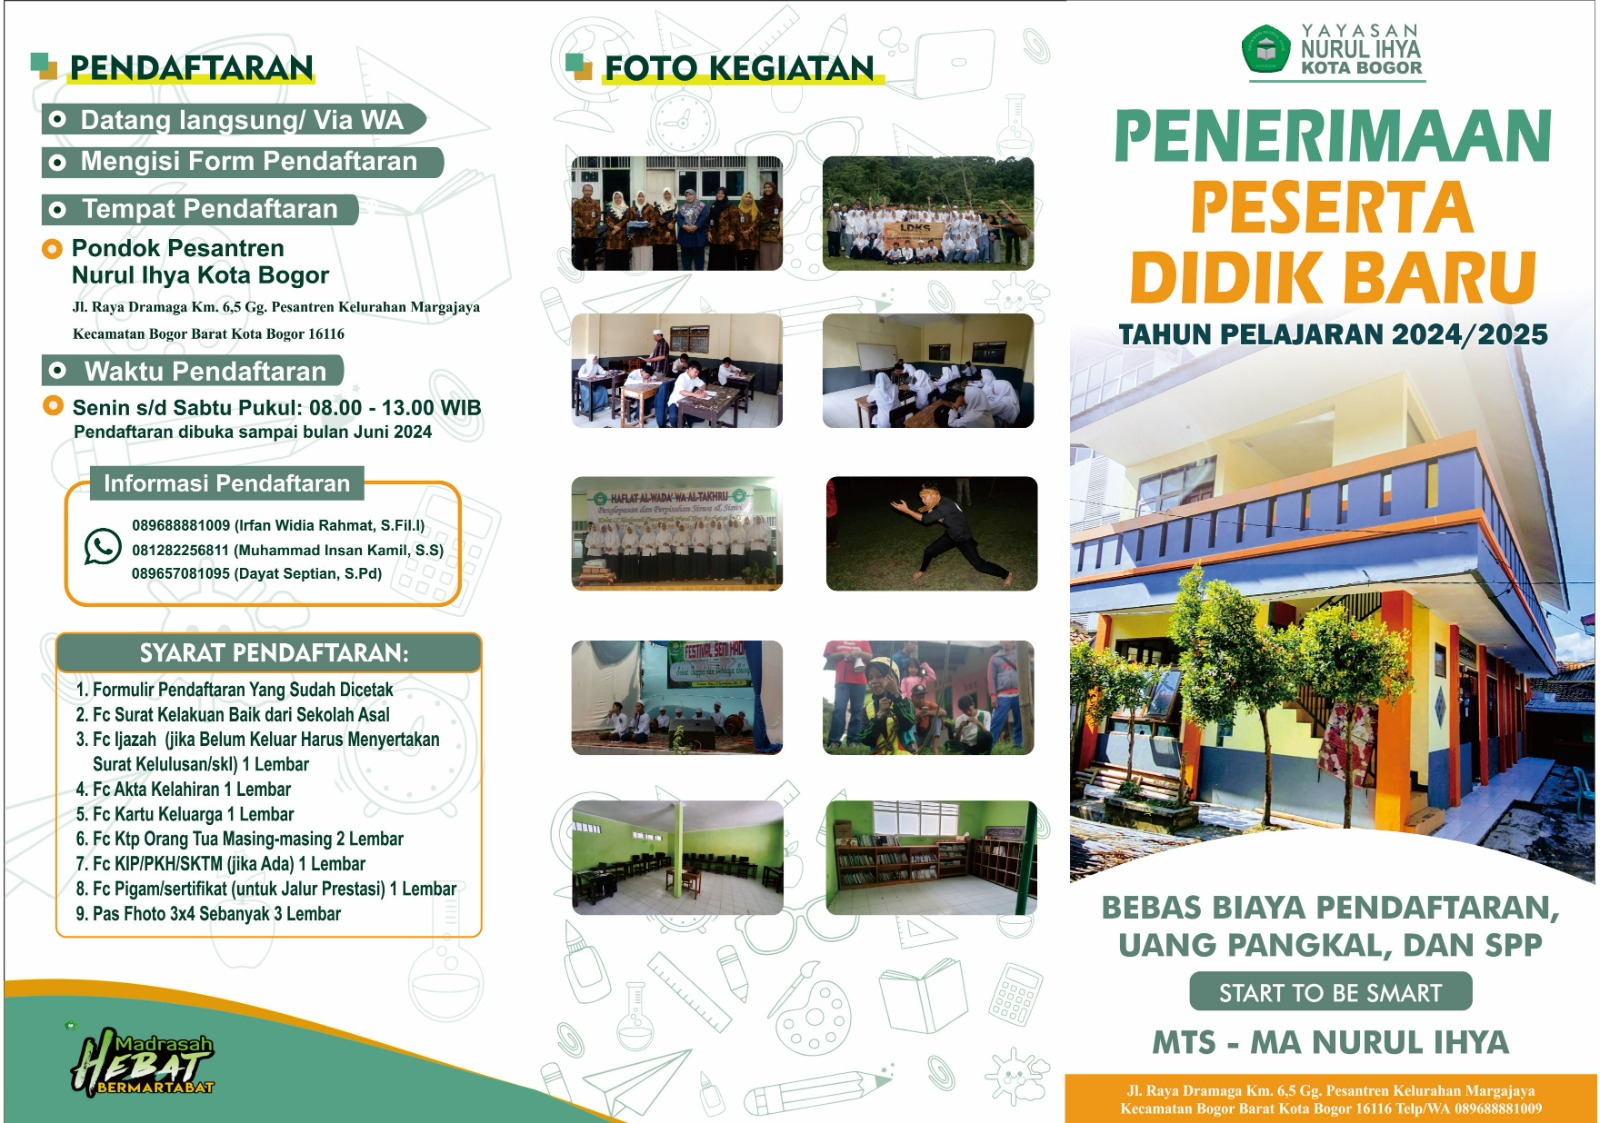 PENDAFTARAN
Datang langsung/ Via WA
Mengisi Form Pendaftaran
Tempat Pendaftaran
Pondok Pesantren
Nurul Ihya Kota Bogor
Jl. Raya Dramaga Km. 6,5 Gg. Pesantren Kelurahan Margajaya
Kecamatan Bogor Barat Kota Bogor 16116
Waktu Pendaftaran
Senin s/d Sabtu Pukul: 08.00 - 13.00 WIB
Pendaftaran dibuka sampai bulan Juni 2024
Informasi Pendaftaran
089688881009 (Irfan Widia Rahmat, S.Fil.I)
081282256811 (Muhammad Insan Kamil, S.S)
089657081095 (Dayat Septian, S.Pd)
SYARAT PENDAFTARAN:
1. Formulir Pendaftaran Yang Sudah Dicetak
2. Fc Surat Kelakuan Baik dari Sekolah Asal
3. Fc Ijazah (jika Belum Keluar Harus Menyertakan
Surat Kelulusan/skl) 1 Lembar
4. Fc Akta Kelahiran 1 Lembar
5. Fc Kartu Keluarga 1 Lembar
6. Fc Ktp Orang Tua Masing-masing 2 Lembar
7. Fc KIP/PKH/SKTM (jika Ada) 1 Lembar
8. Fc Pigam/sertifikat (untuk Jalur Prestasi) 1 Lembar
9. Pas Fhoto 3x4 Sebanyak 3 Lembar
Madrasah
HEBAT
BERMARTABAT
FOTO KEGIATAN
LDKS
HAFLAT AL-WADA' WA AL-TAKHRIJ
Penglepasan dan Perpisahan Siswa & Siswi
FESTIVAL SENI HADR
YAYASAN
NURUL IHYA
KOTA BOGOR
PENERIMAAN
PESERTA
DIDIK BARU
TAHUN PELAJARAN 2024/2025
BEBAS BIAYA PENDAFTARAN,
UANG PANGKAL, DAN SPP
START TO BE SMART
MTS - MA NURUL IHYA
Jl. Raya Dramaga Km. 6,5 Gg. Pesantren Kelurahan Margajaya
Kecamatan Bogor Barat Kota Bogor 16116 Telp/WA 089688881009